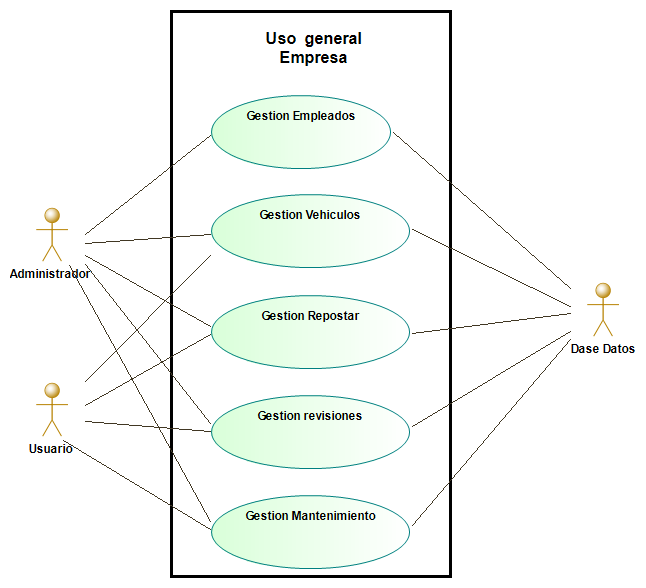 Uso general
Empresa
Gestion Empleados
Gestion Vehiculos
Administrador
Gestion Repostar
Dase Datos
Gestion revisiones
Usuario
Gestion Mantenimiento